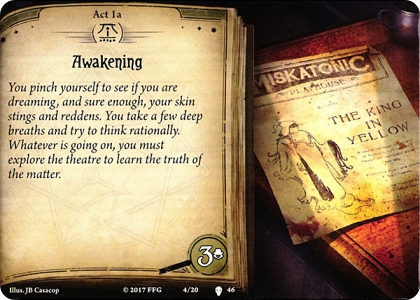 Act 1a
Awakening
You pinch yourself to see if you are
dreaming, and sure enough, your skin
stings and reddens. You take a few deep
breaths and try to think rationally.
Whatever is going on, you must
explore the theatre to learn the truth of
the matter.
3
MISKATONIC
PLAYHOUSE
THE KING
IN
YELLOW
Illus. JB Casacop
© 2017 FFG
4/20
46